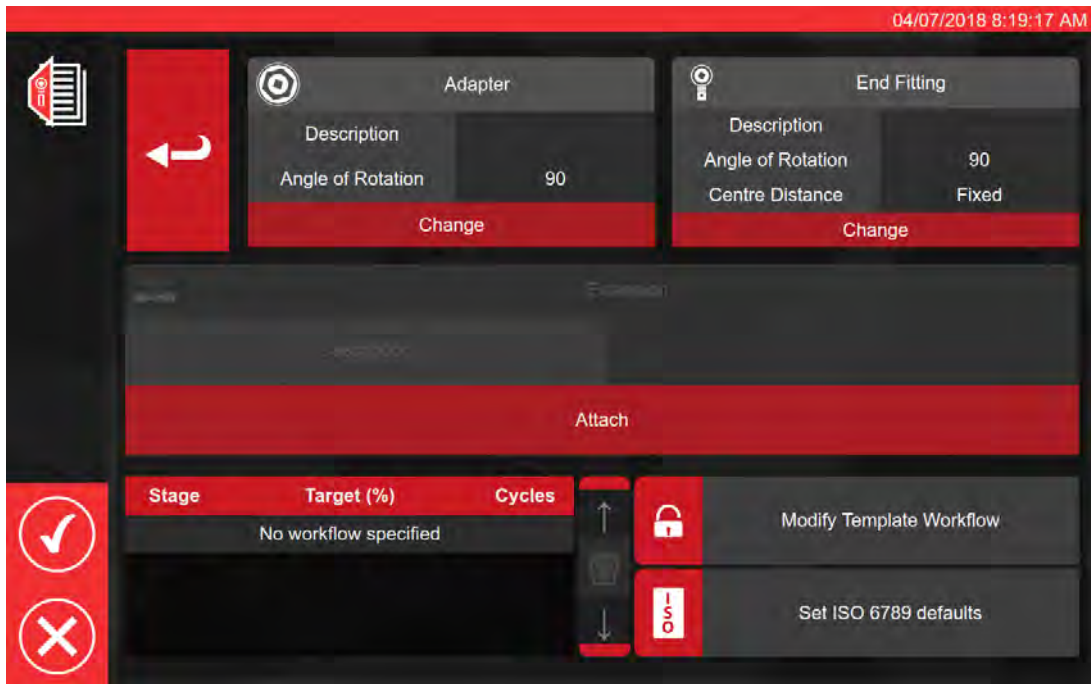 04/07/2018 8:19:17 AM
Adapter
Description
Angle of Rotation 90
Change
End Fitting
Description
Angle of Rotation 90
Centre Distance Fixed
Change
Attach
Stage Target (%) Cycles
No workflow specified
Modify Template Workflow
ISO
Set ISO 6789 defaults